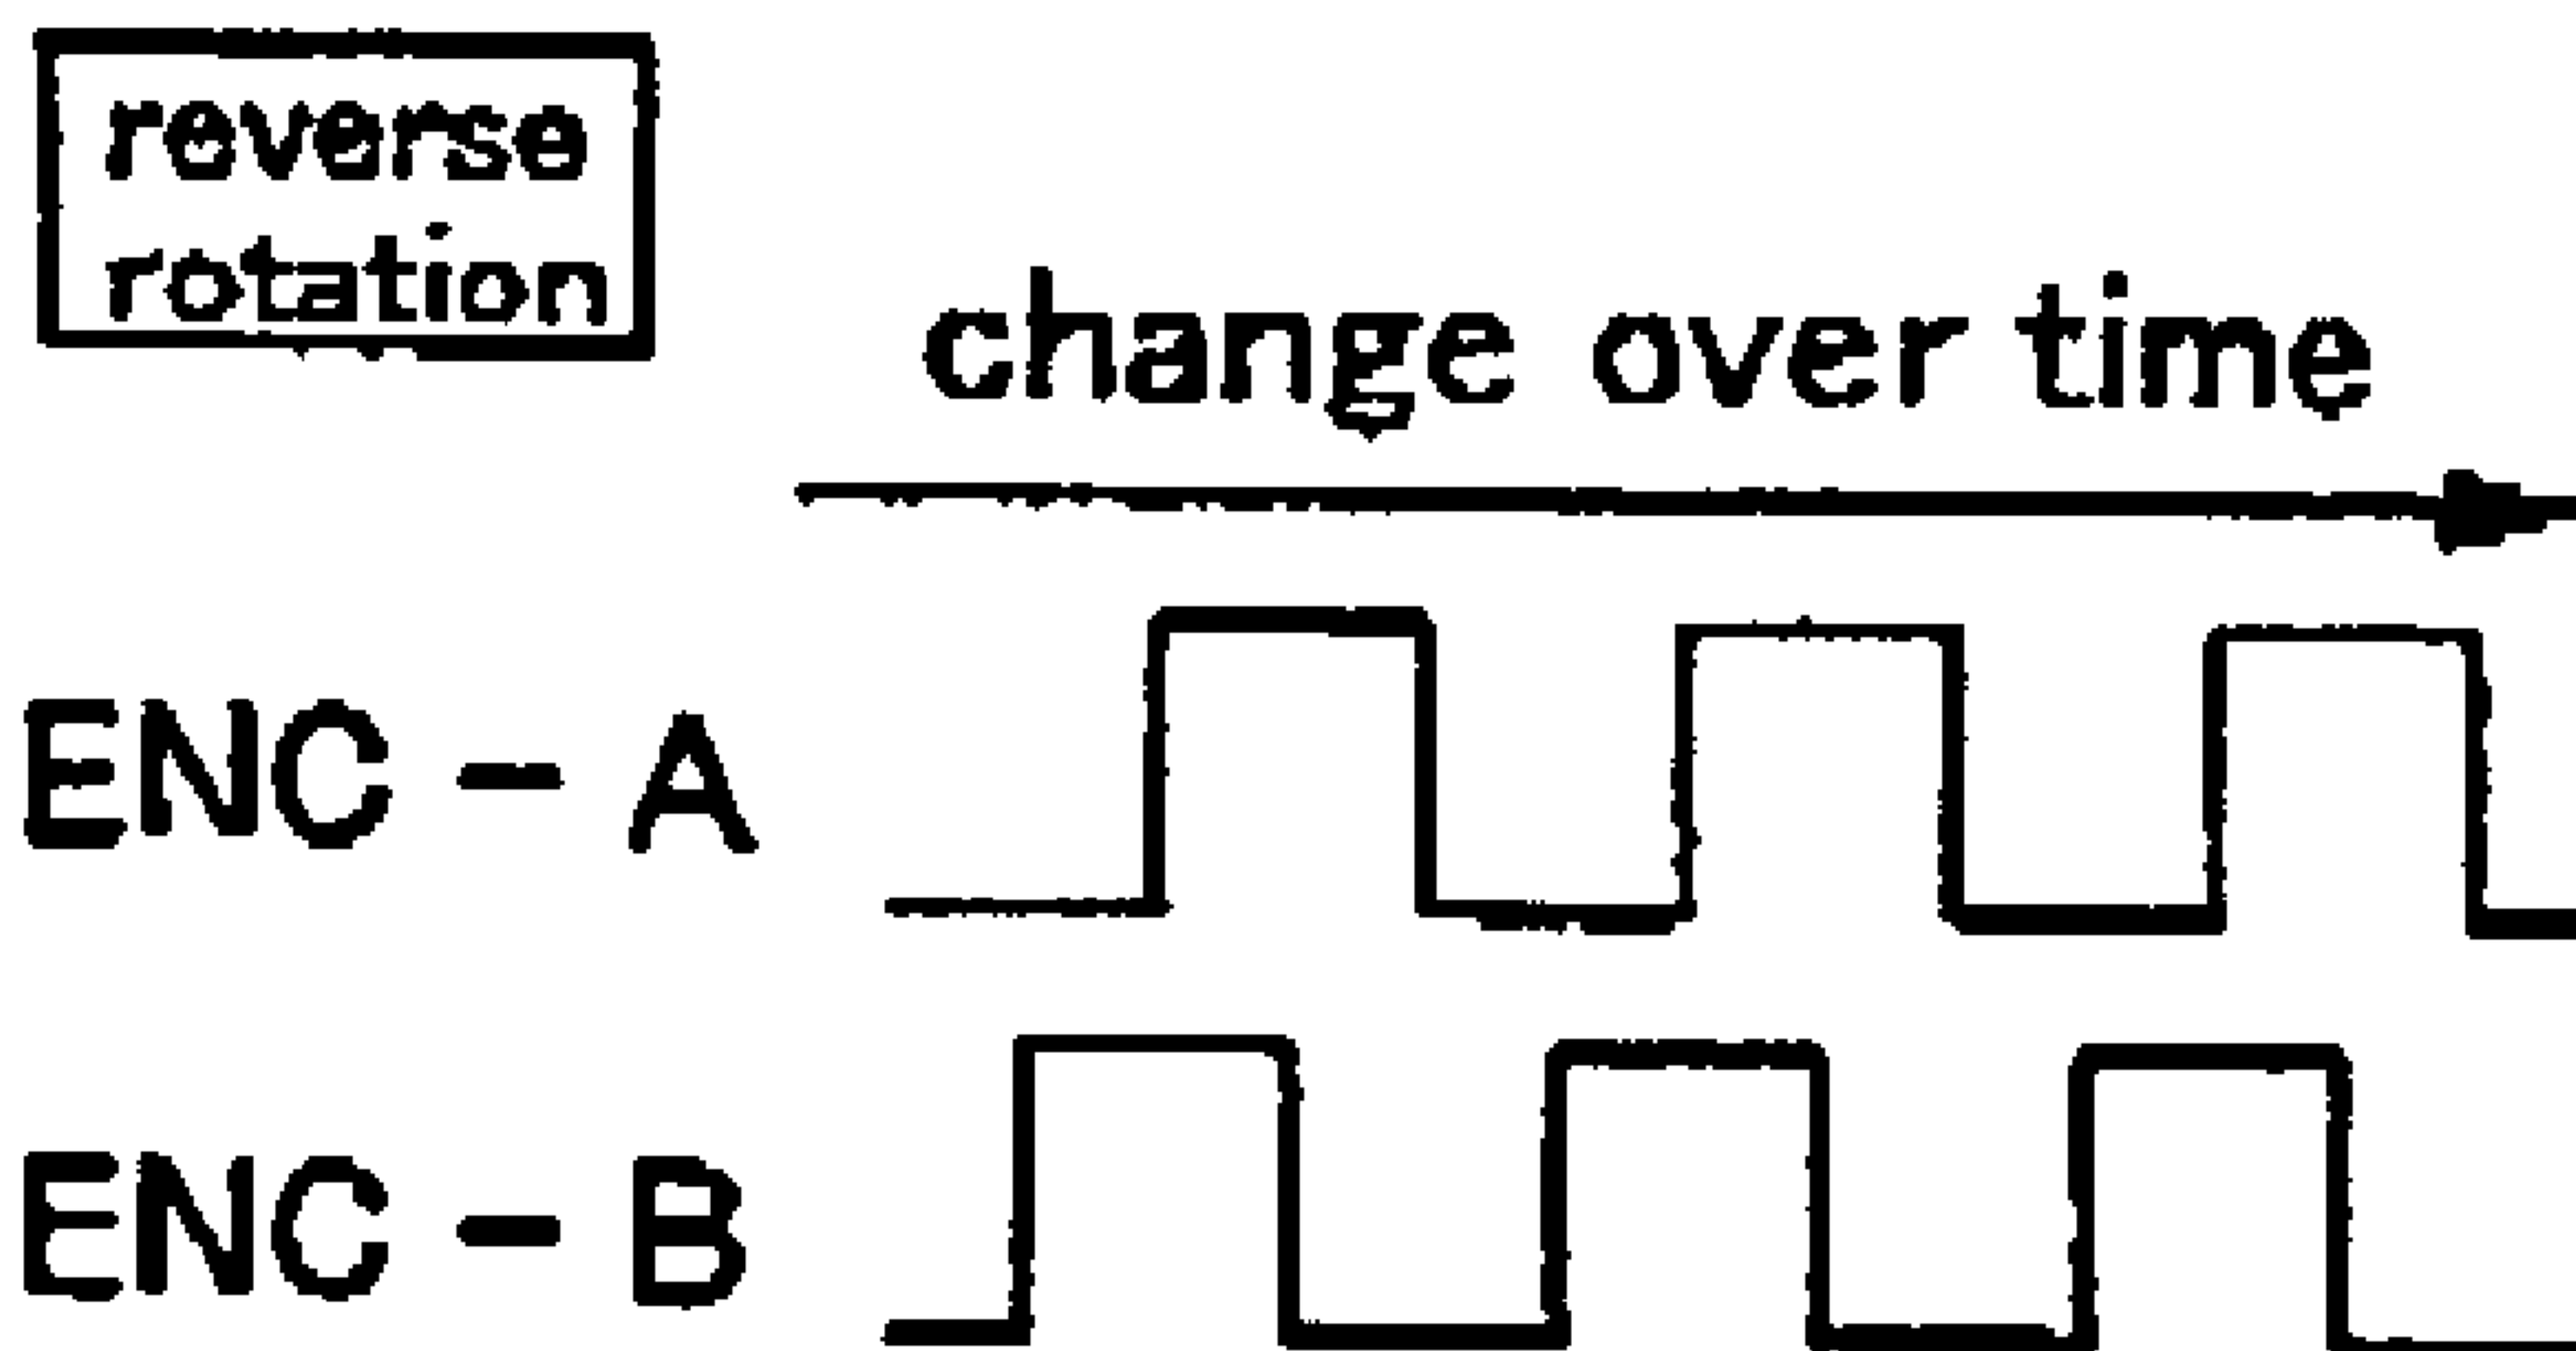 reverse
rotation
change over time
ENC - A
ENC - B